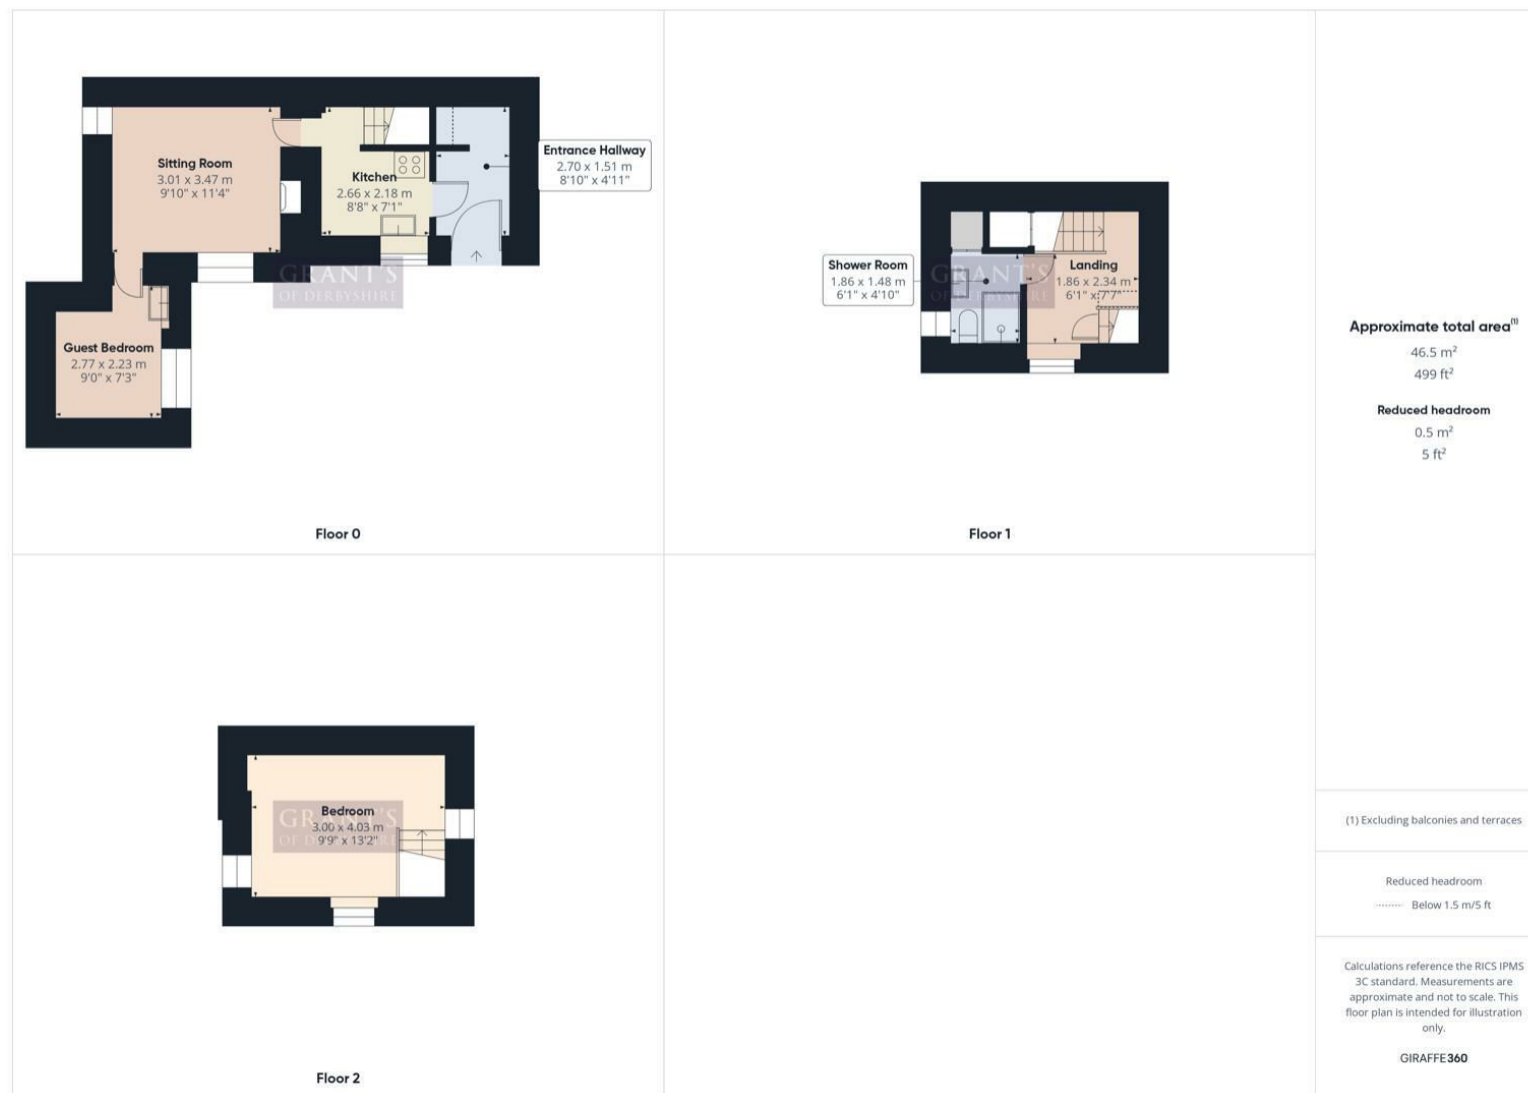 Sitting Room
3.01 x 3.47 m
9'10" x 11'4"
Kitchen
2.66 x 2.18 m
8'8" x 7'1"
Entrance Hallway
2.70 x 1.51 m
8'10" x 4'11"
GRANT'S
OF DERBYSHIRE
Guest Bedroom
2.77 x 2.23 m
9'0" x 7'3"
Floor 0
Shower Room
1.86 x 1.48 m
6'1" x 4'10"
GRANT'S
OF DERBYSHIRE
Landing
1.86 x 2.34 m
6'1" x 7'7"
Floor 1
Bedroom
3.00 x 4.03 m
9'9" x 13'2"
GRANT'S
OF DERBYSHIRE
Floor 2
Approximate total area(1)
46.5 m²
499 ft²
Reduced headroom
0.5 m²
5 ft²
(1) Excluding balconies and terraces
Reduced headroom
Below 1.5 m/5 ft
Calculations reference the RICS IPMS
3C standard. Measurements are
approximate and not to scale. This
floor plan is intended for illustration
only.
GIRAFFE360